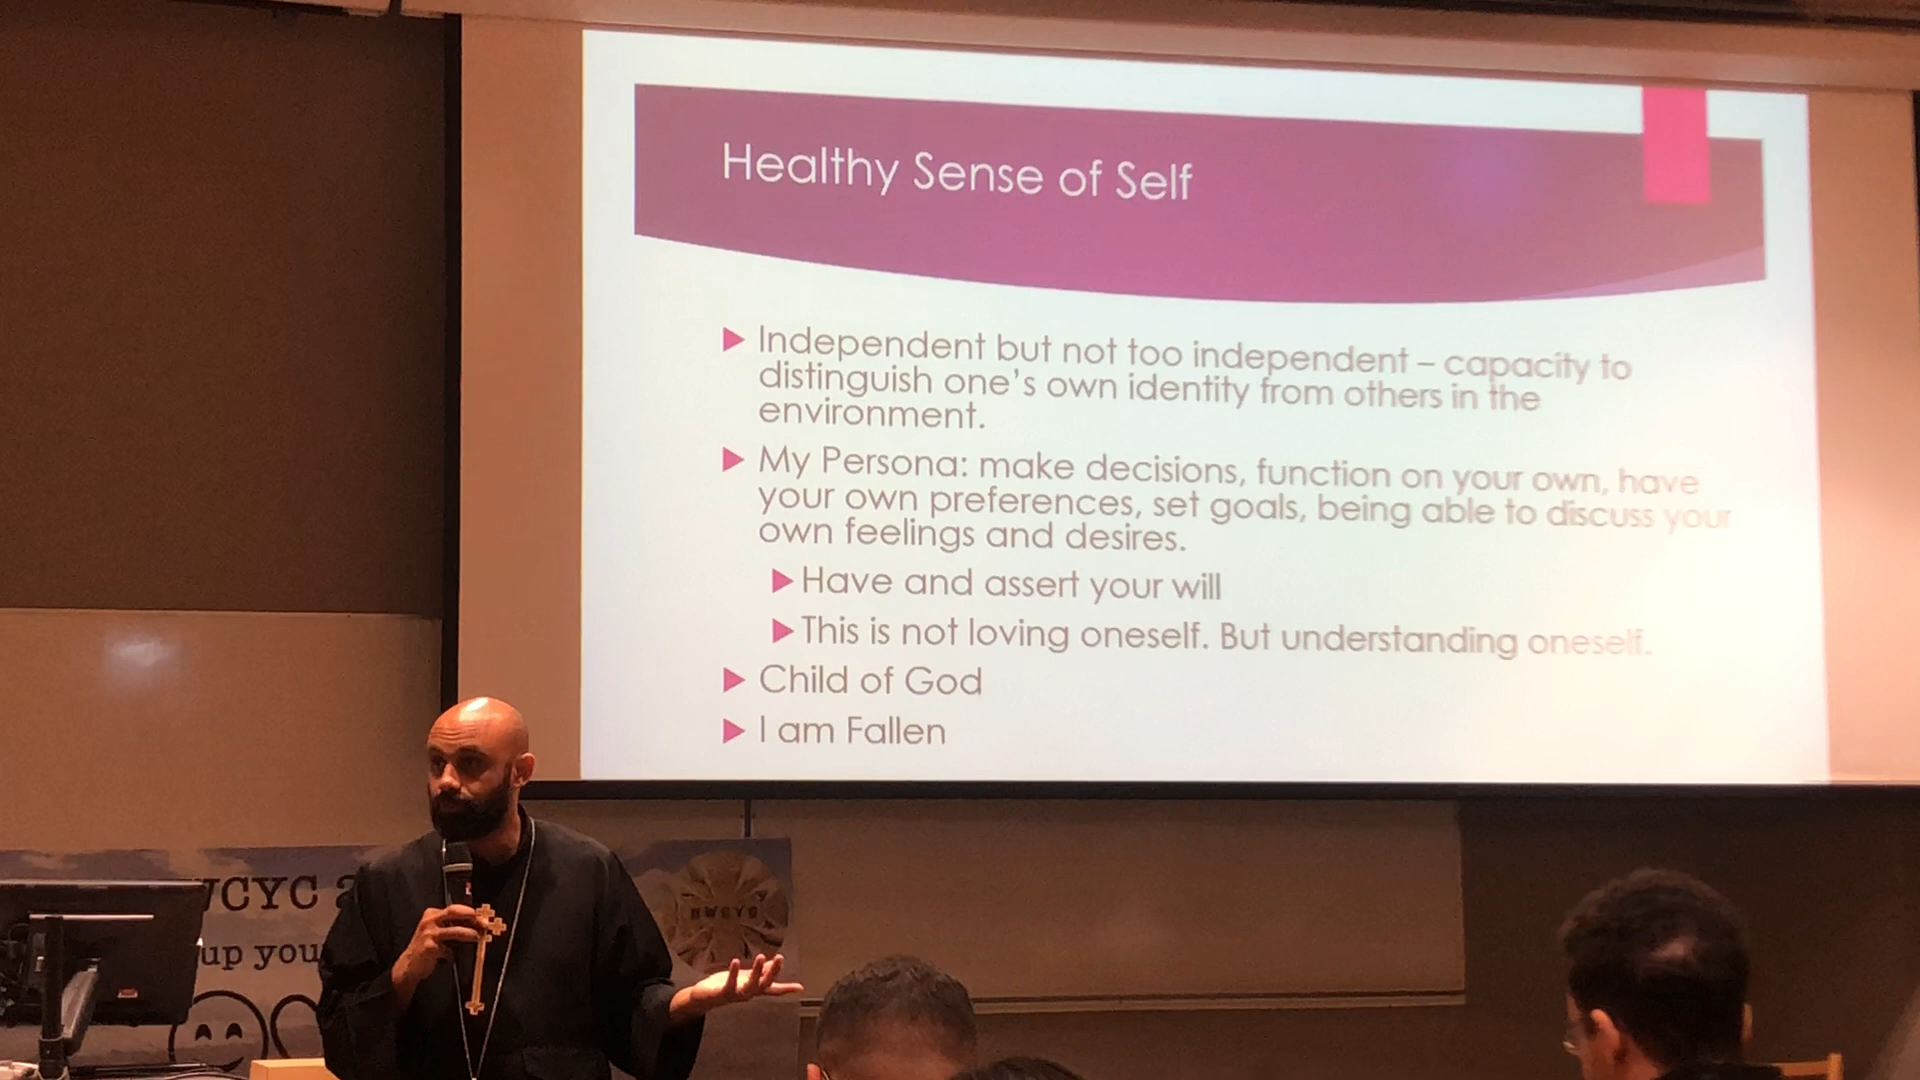 Healthy Sense of Self
Independent but not too independent – capacity to
distinguish one's own identity from others in the
environment.
My Persona: make decisions, function on your own, have
your own preferences, set goals, being able to discuss your
own feelings and desires.
Have and assert your will
This is not loving oneself. But understanding oneself.
Child of God
I am Fallen
CYC
up you